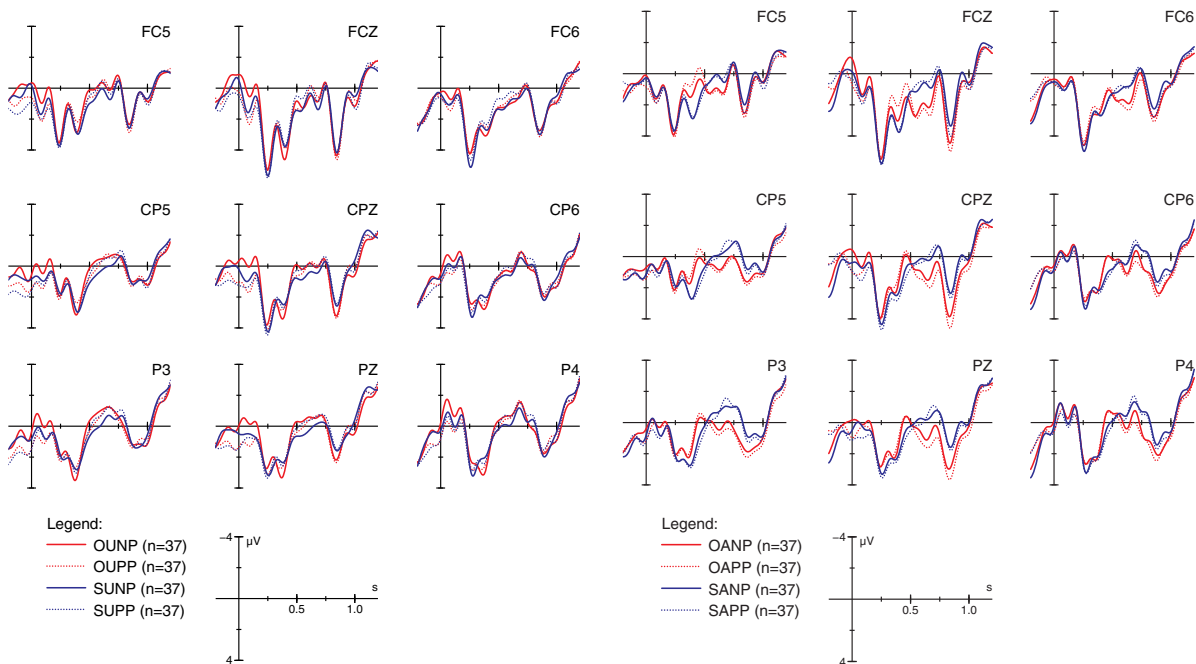 FC5 FCZ FC6
CP5 CPZ CP6
P3 PZ P4
Legend:
OUNP (n=37)
OUPP (n=37)
SUNP (n=37)
SUPP (n=37)
−4
µV
s
0.5 1.0
4
FC5 FCZ FC6
CP5 CPZ CP6
P3 PZ P4
Legend:
OANP (n=37)
OAPP (n=37)
SANP (n=37)
SAPP (n=37)
−4
µV
s
0.5 1.0
4